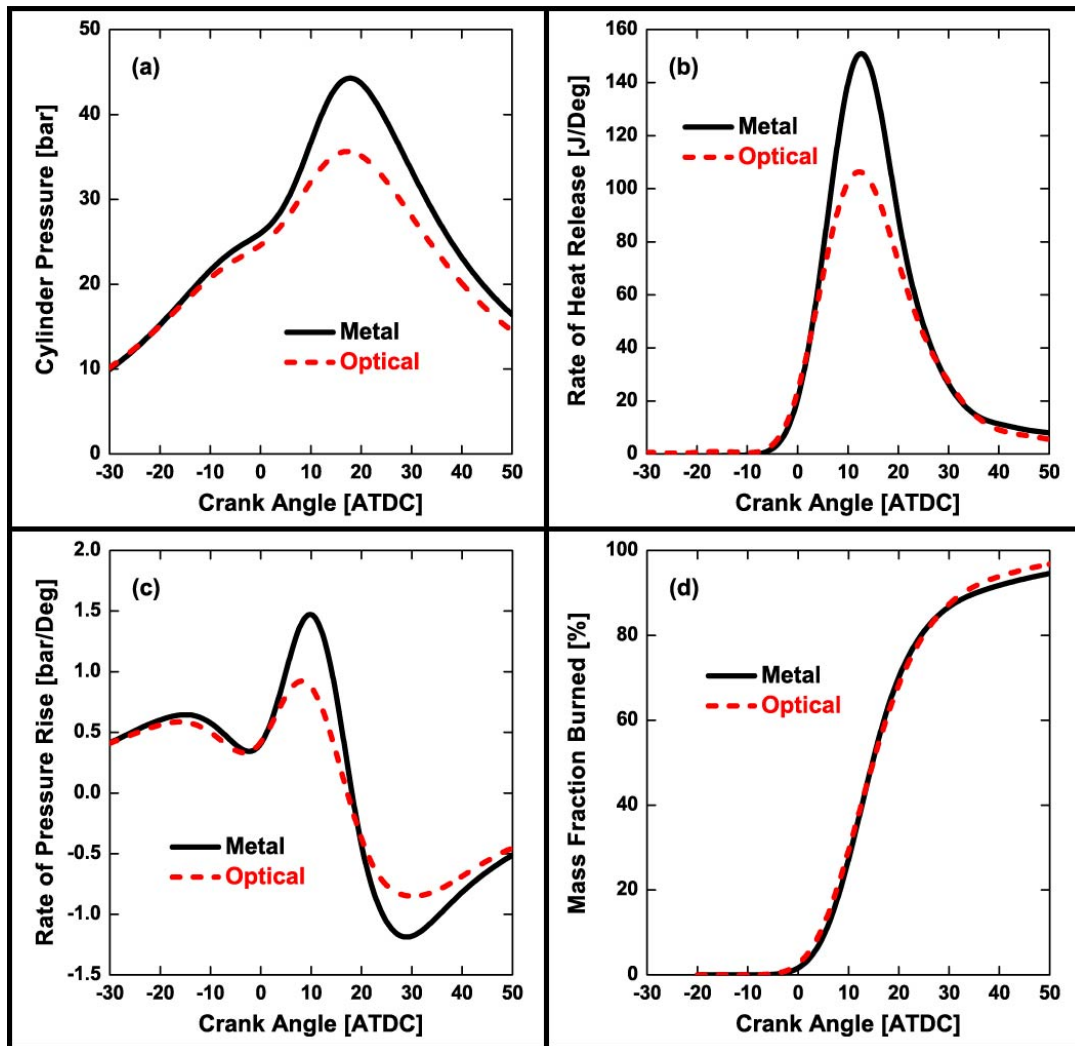 (a)
Cylinder Pressure [bar]
50
40
30
20
10
0
Metal
Optical
-30 -20 -10 0 10 20 30 40 50
Crank Angle [ATDC]
(b)
Rate of Heat Release [J/Deg]
160
140
120
100
80
60
40
20
0
Metal
Optical
-30 -20 -10 0 10 20 30 40 50
Crank Angle [ATDC]
(c)
Rate of Pressure Rise [bar/Deg]
2.0
1.5
1.0
0.5
0.0
-0.5
-1.0
-1.5
Metal
Optical
-30 -20 -10 0 10 20 30 40 50
Crank Angle [ATDC]
(d)
Mass Fraction Burned [%]
100
80
60
40
20
0
Metal
Optical
-30 -20 -10 0 10 20 30 40 50
Crank Angle [ATDC]